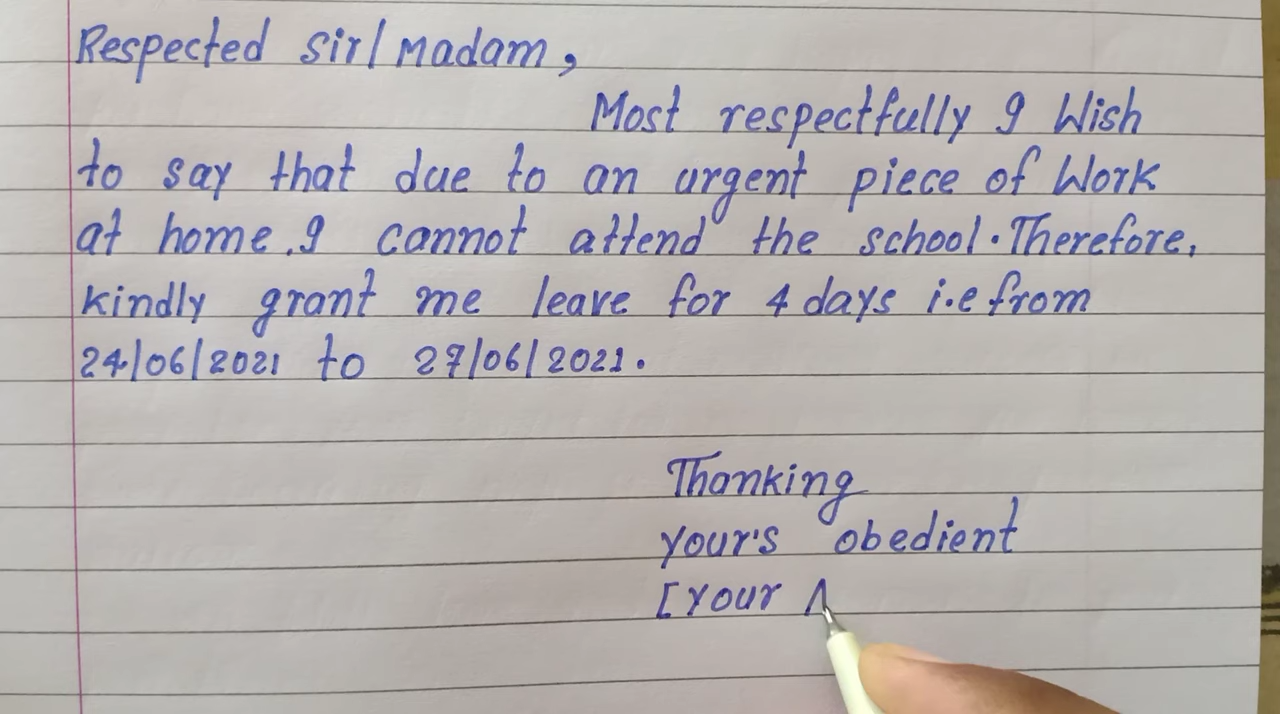 Respected Sir/Madam,
Most respectfully I Wish
to say that due to an urgent piece of Work
at home. I cannot attend the school. Therefore,
kindly grant me leave for 4 days i.e from
24/06/2021 to 27/06/2021.
Thanking
your's obedient
[Your